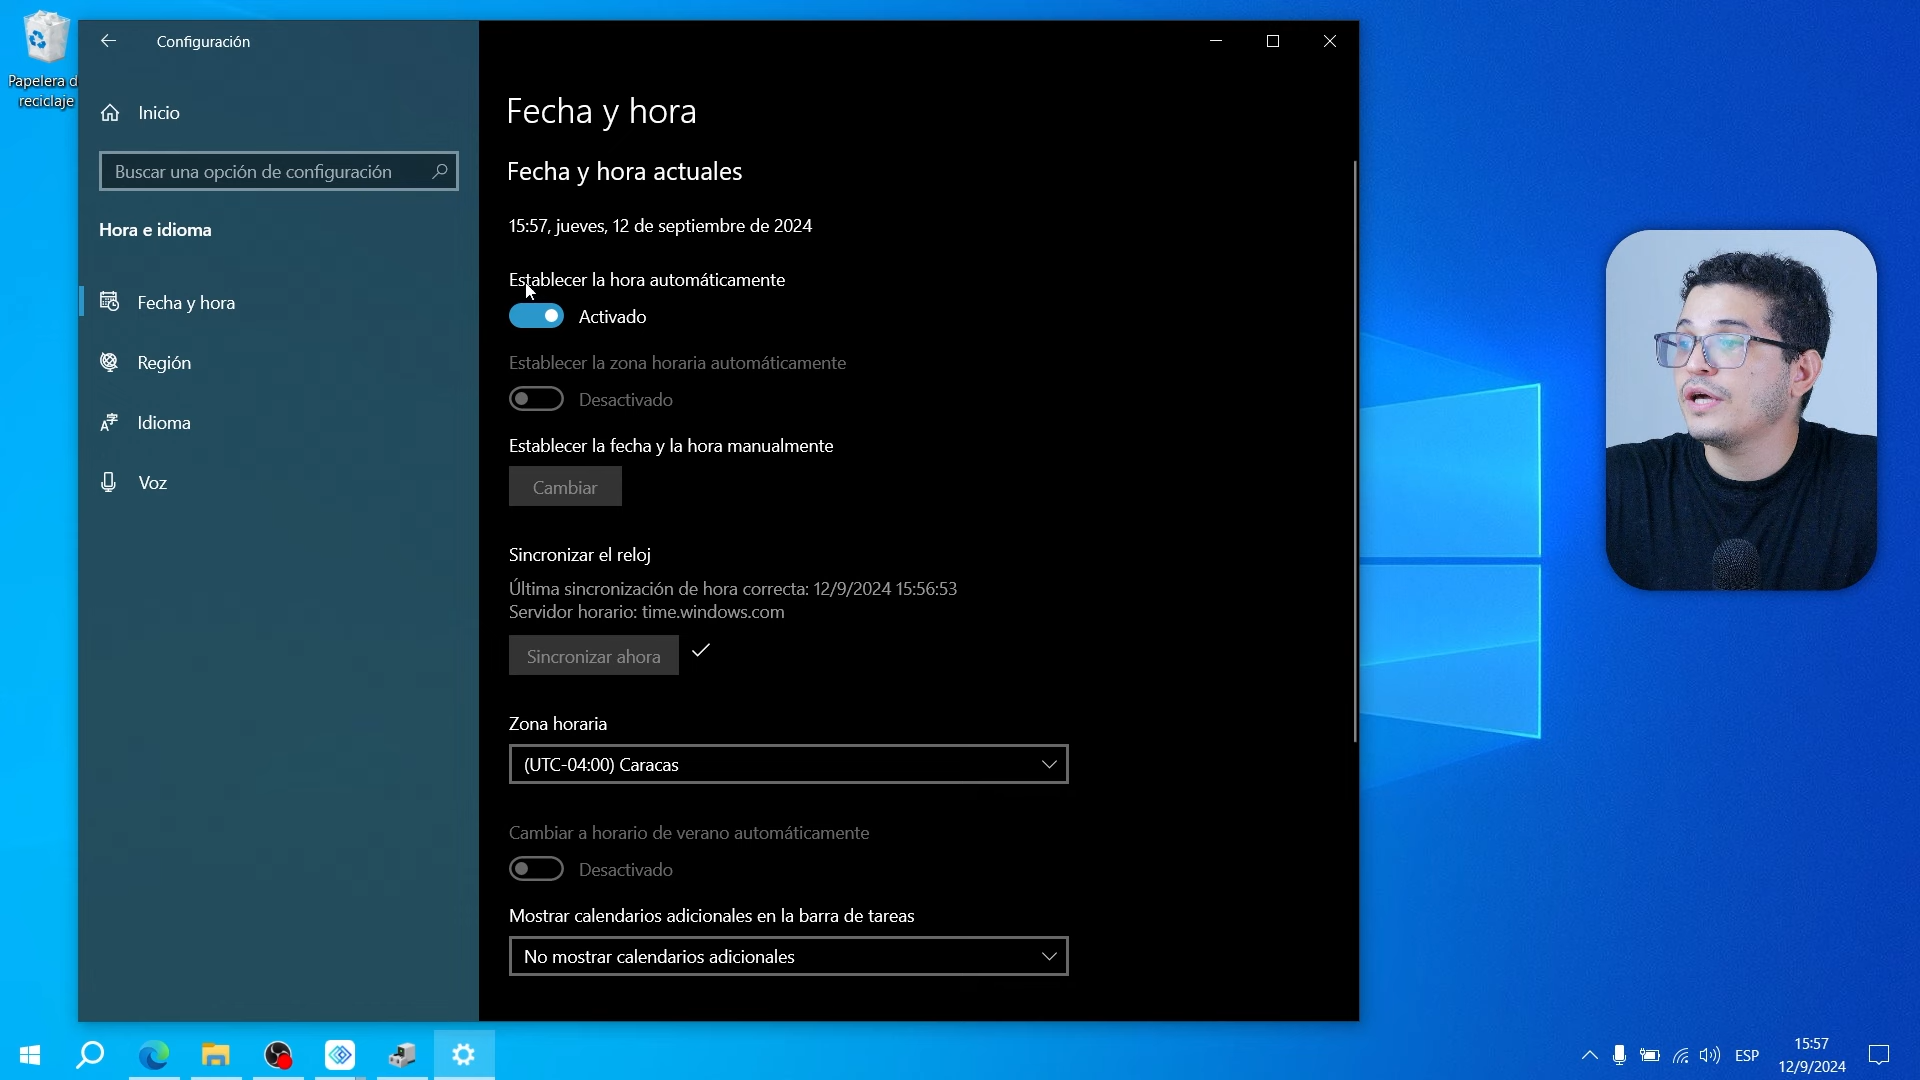 Papelera d
reciclaje
Configuración
Inicio
Buscar una opción de configuración
Hora e idioma
Fecha y hora
Región
Idioma
Voz
Fecha y hora
Fecha y hora actuales
15:57, jueves, 12 de septiembre de 2024
Establecer la hora automáticamente
Activado
Establecer la zona horaria automáticamente
Desactivado
Establecer la fecha y la hora manualmente
Cambiar
Sincronizar el reloj
Última sincronización de hora correcta: 12/9/2024 15:56:53
Servidor horario: time.windows.com
Sincronizar ahora
Zona horaria
(UTC-04:00) Caracas
Cambiar a horario de verano automáticamente
Desactivado
Mostrar calendarios adicionales en la barra de tareas
No mostrar calendarios adicionales
ESP
15:57
12/9/2024